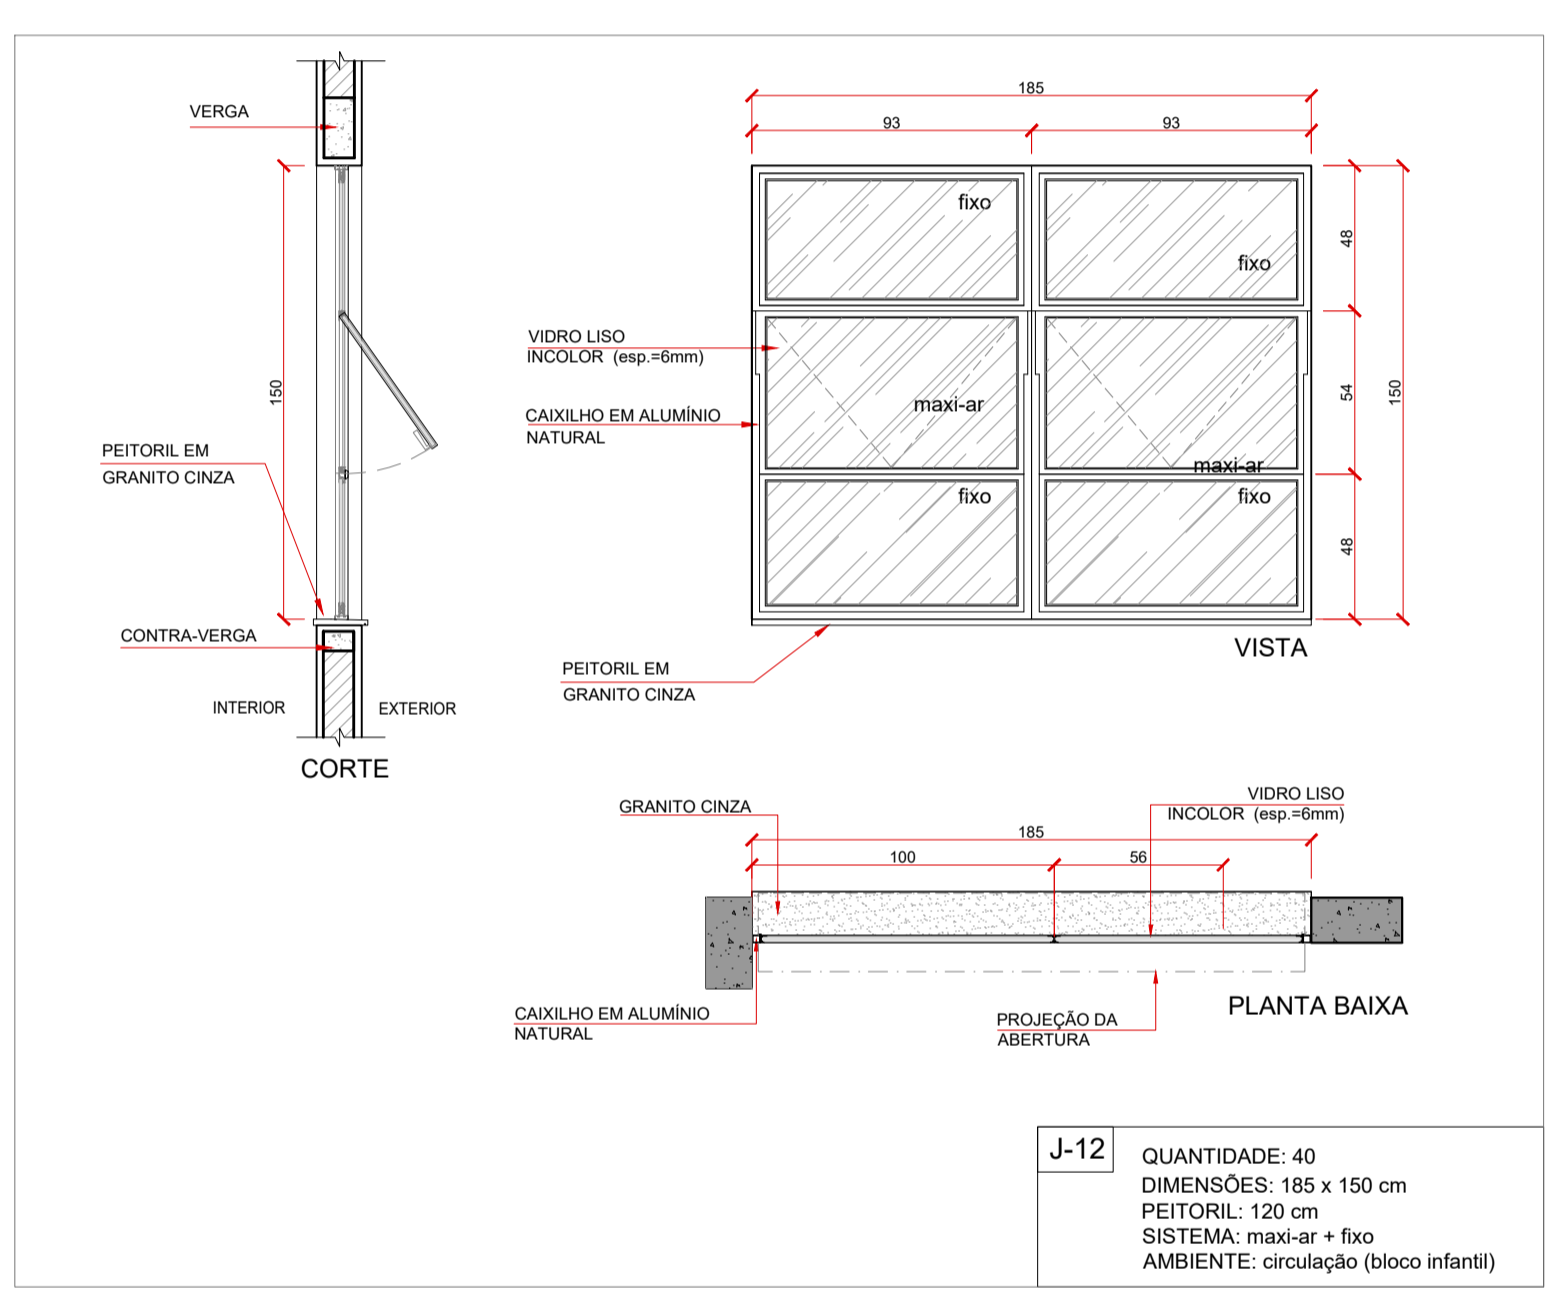 VERGA
150
PEITORIL EM
GRANITO CINZA
CONTRA-VERGA
INTERIOR
EXTERIOR
CORTE
185
93
93
fixo
fixo
48
VIDRO LISO
INCOLOR (esp.=6mm)
maxi-ar
54
150
CAIXILHO EM ALUMÍNIO
NATURAL
maxi-ar
fixo
fixo
48
VISTA
PEITORIL EM
GRANITO CINZA
GRANITO CINZA
VIDRO LISO
INCOLOR (esp.=6mm)
185
100
56
CAIXILHO EM ALUMÍNIO
NATURAL
PROJEÇÃO DA
ABERTURA
PLANTA BAIXA
J-12
QUANTIDADE: 40
DIMENSÕES: 185 x 150 cm
PEITORIL: 120 cm
SISTEMA: maxi-ar + fixo
AMBIENTE: circulação (bloco infantil)